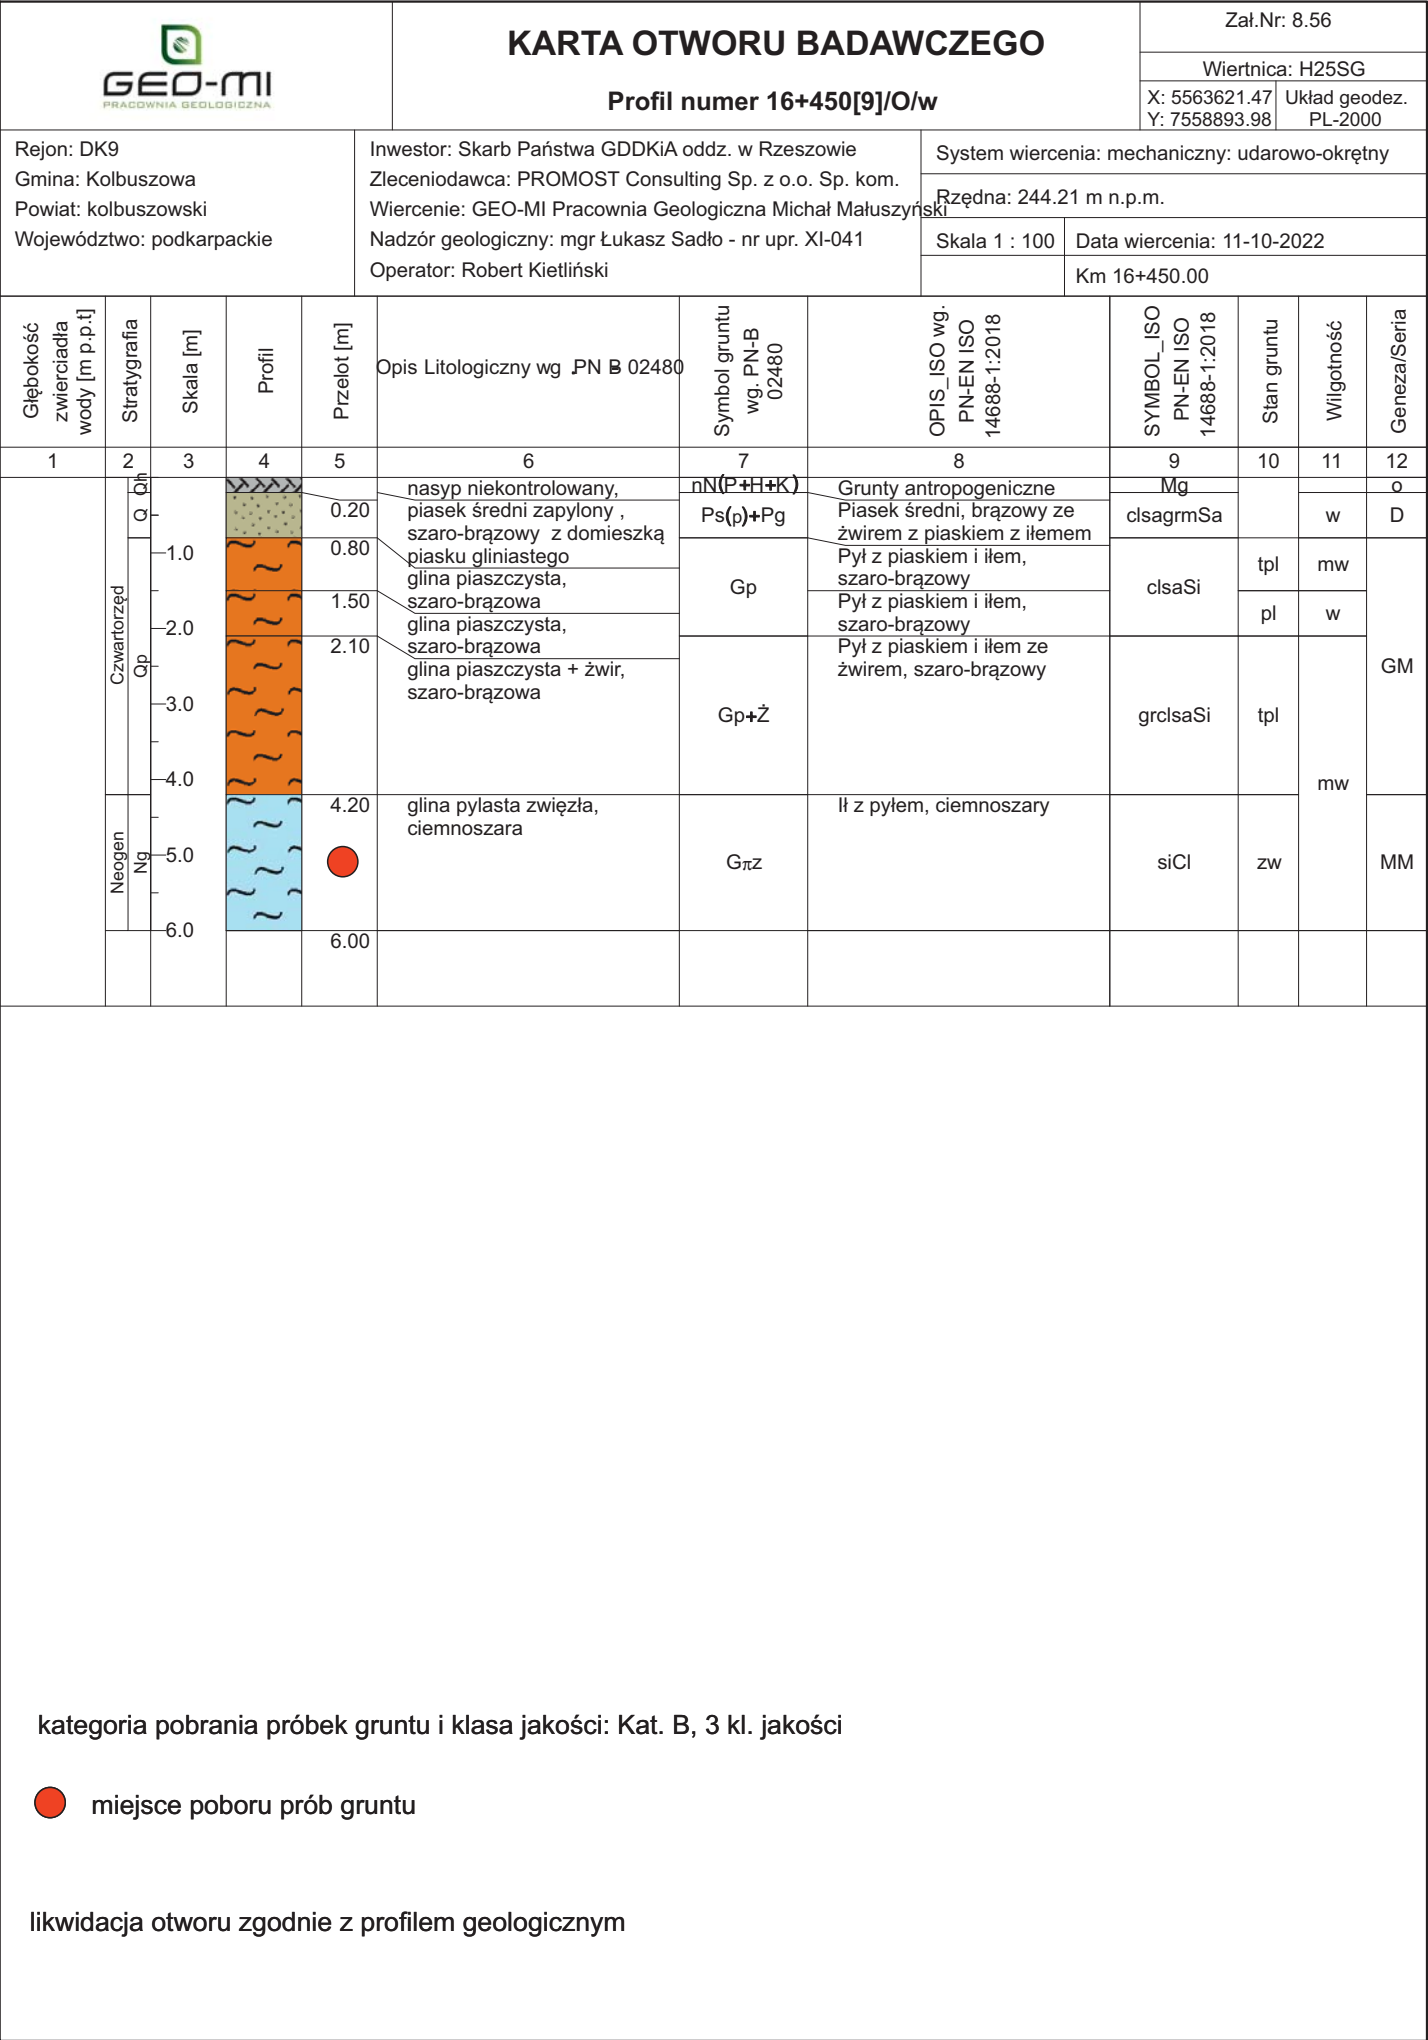 GEO-MI
PRACOWNIA GEOLOGICZNA
KARTA OTWORU BADAWCZEGO
Profil numer 16+450[9]/O/w
Zał.Nr: 8.56
Wiertnica: H25SG
X: 5563621.47
Y: 7558893.98
Układ geodez.
PL-2000
Rejon: DK9
Gmina: Kolbuszowa
Powiat: kolbuszowski
Województwo: podkarpackie
Inwestor: Skarb Państwa GDDKiA oddz. w Rzeszowie
Zleceniodawca: PROMOST Consulting Sp. z o.o. Sp. kom.
Wiercenie: GEO-MI Pracownia Geologiczna Michał Małuszyński
Nadzór geologiczny: mgr Łukasz Sadło - nr upr. XI-041
Operator: Robert Kietliński
System wiercenia: mechaniczny: udarowo-okrętny
Rzędna: 244.21 m n.p.m.
Skala 1 : 100
Data wiercenia: 11-10-2022
Km 16+450.00
Głębokość
zwierciadła
wody [m p.p.t]
Stratygrafia
Skala [m]
Profil
Przelot [m]
Opis Litologiczny wg .PN B 02480
Symbol gruntu
wg. PN-B
02480
OPIS_ISO wg.
PN-EN ISO
14688-1:2018
SYMBOL_ISO
PN-EN ISO
14688-1:2018
Stan gruntu
Wilgotność
Geneza/Seria
1 2 3 4 5 6 7 8 9 10 11 12
Qh
Q
Czwartorzęd
Qp
Neogen
Ng
1.0
2.0
3.0
4.0
5.0
6.0
0.20
0.80
1.50
2.10
4.20
6.00
nasyp niekontrolowany,
piasek średni zapylony ,
szaro-brązowy z domieszką
piasku gliniastego
glina piaszczysta,
szaro-brązowa
glina piaszczysta,
szaro-brązowa
glina piaszczysta + żwir,
szaro-brązowa
glina pylasta zwięzła,
ciemnoszara
nN(P+H+K)
Ps(p)+Pg
Gp
Gp+Ż
Gπz
Grunty antropogeniczne
Piasek średni, brązowy ze
żwirem z piaskiem z iłemem
Pył z piaskiem i iłem,
szaro-brązowy
Pył z piaskiem i iłem,
szaro-brązowy
Pył z piaskiem i iłem ze
żwirem, szaro-brązowy
Ił z pyłem, ciemnoszary
Mg
clsagrmSa
clsaSi
grclsaSi
siCl
tpl
pl
tpl
zw
w
mw
w
mw
o
D
GM
MM
kategoria pobrania próbek gruntu i klasa jakości: Kat. B, 3 kl. jakości
miejsce poboru prób gruntu
likwidacja otworu zgodnie z profilem geologicznym